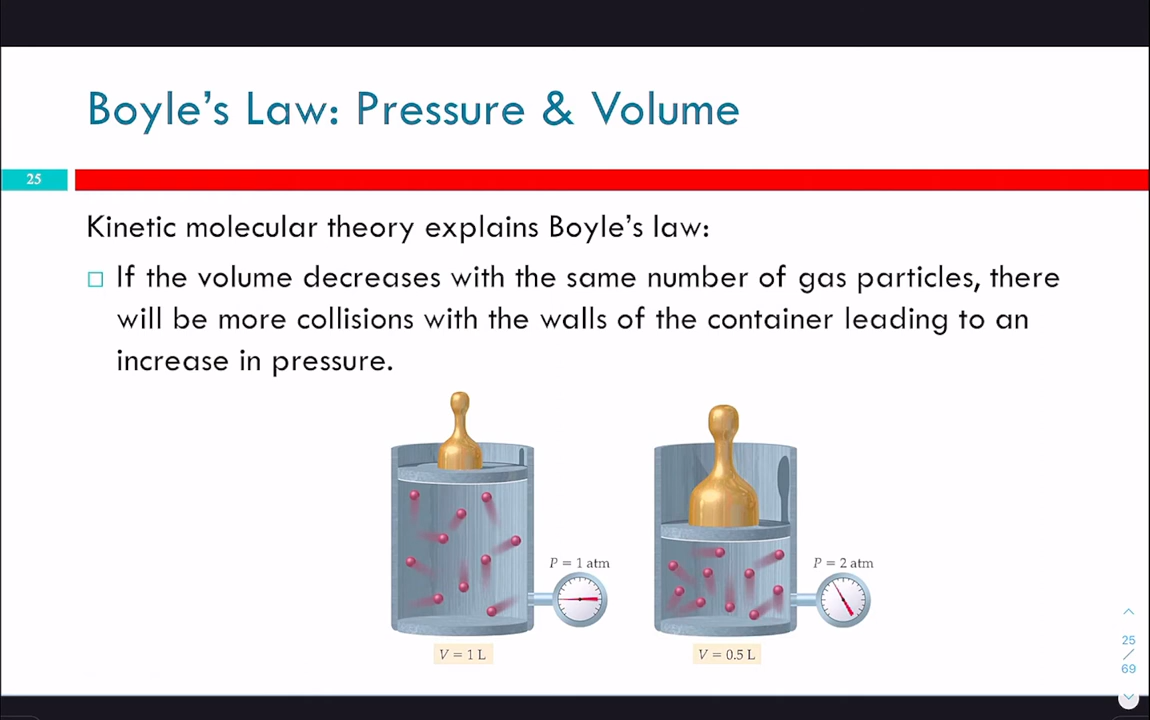 Boyle's Law: Pressure & Volume
25
Kinetic molecular theory explains Boyle's law:
If the volume decreases with the same number of gas particles, there
will be more collisions with the walls of the container leading to an
increase in pressure.
P = 1 atm
P = 2 atm
V = 1 L
V = 0.5 L
25
/
69